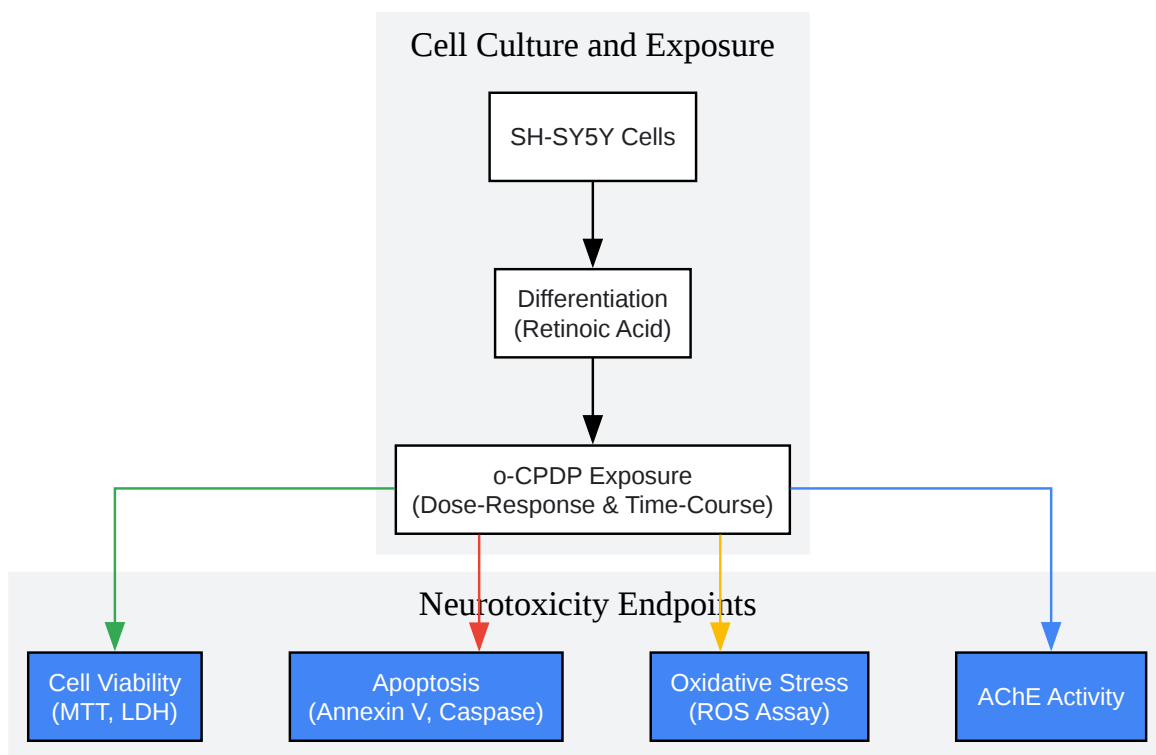 Cell Culture and Exposure
SH-SY5Y Cells
Differentiation
(Retinoic Acid)
o-CPDP Exposure
(Dose-Response & Time-Course)
Neurotoxicity Endpoints
Cell Viability
(MTT, LDH)
Apoptosis
(Annexin V, Caspase)
Oxidative Stress
(ROS Assay)
AChE Activity